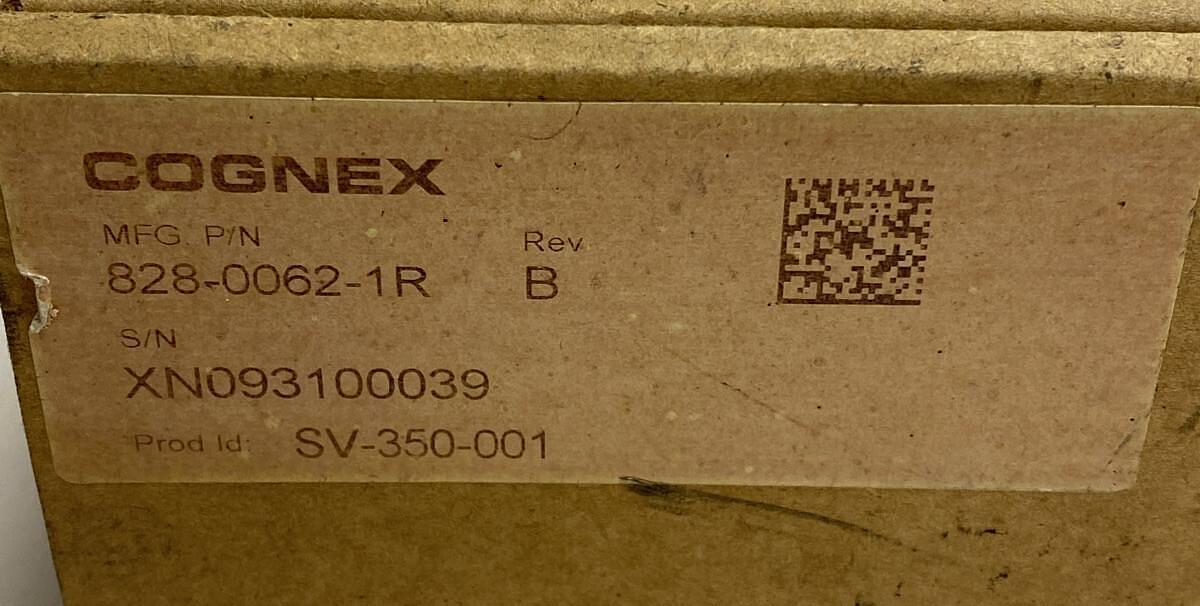 COGNEX
MFG. P/N Rev
828-0062-1R B
S/N
XN093100039
Prod Id: SV-350-001